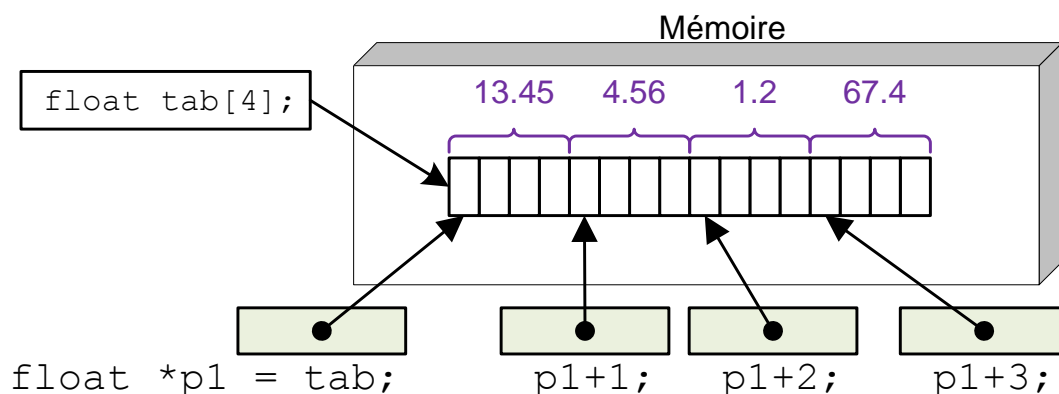 Mémoire
float tab[4];
13.45 4.56 1.2 67.4
float *p1 = tab; p1+1; p1+2; p1+3;